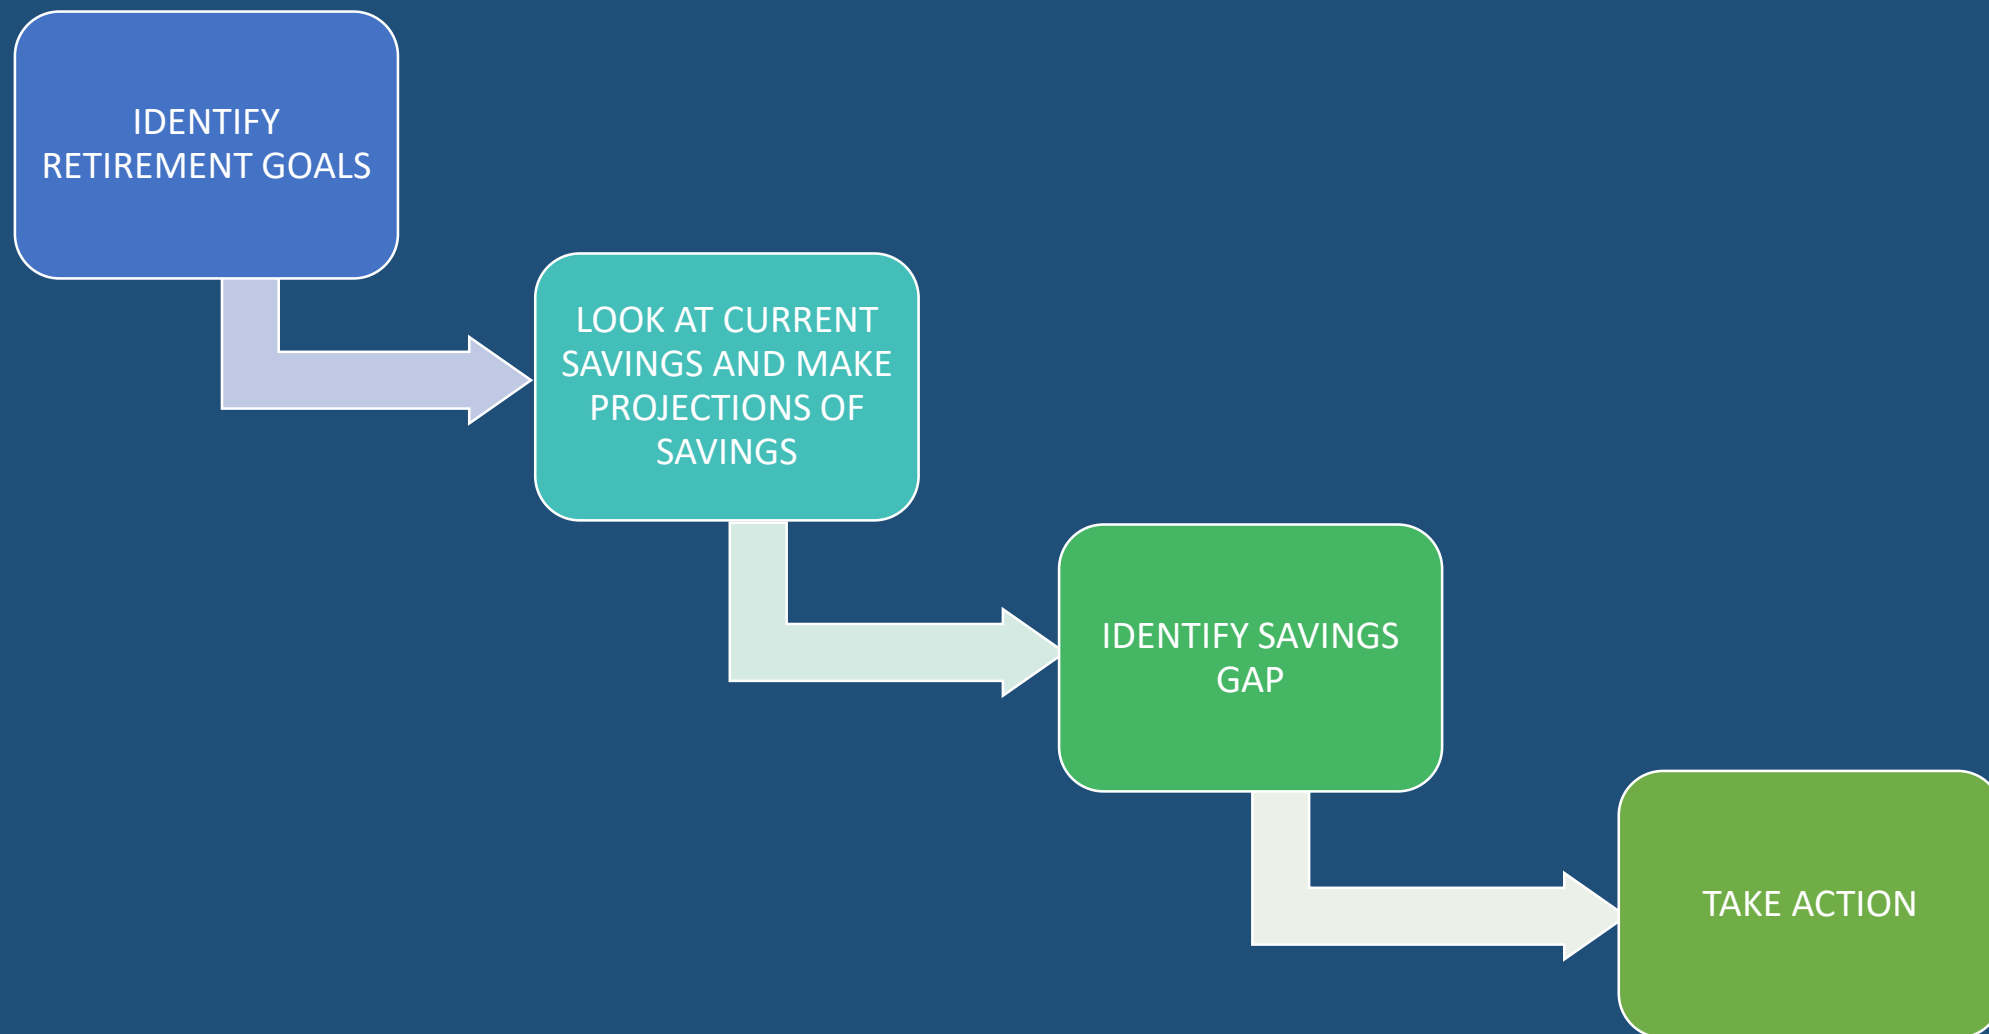 IDENTIFY
RETIREMENT GOALS
LOOK AT CURRENT
SAVINGS AND MAKE
PROJECTIONS OF
SAVINGS
IDENTIFY SAVINGS
GAP
TAKE ACTION